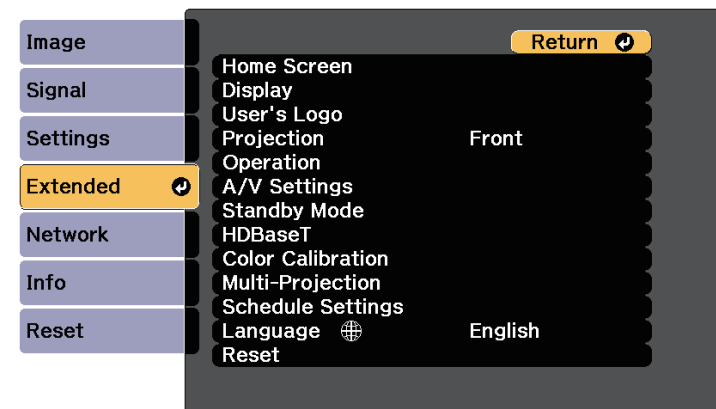 Image
Signal
Settings
Extended
Network
Info
Reset
Return
Home Screen
Display
User's Logo
Projection Front
Operation
A/V Settings
Standby Mode
HDBaseT
Color Calibration
Multi-Projection
Schedule Settings
Language English
Reset